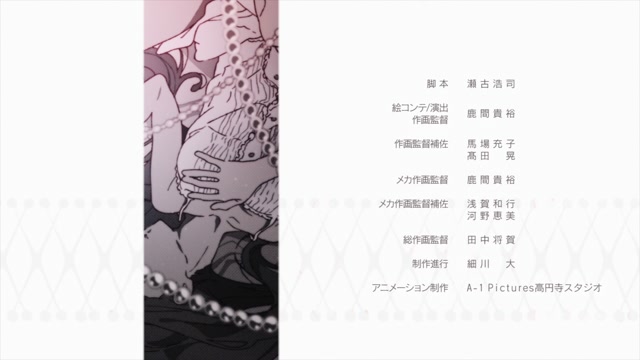 脚本 瀬古浩司
絵コンテ/演出
作画監督 鹿間貴裕
作画監督補佐 馬場充子
髙田 晃
メカ作画監督 鹿間貴裕
メカ作画監督補佐 浅賀和行
河野恵美
総作画監督 田中将賀
制作進行 細川 大
アニメーション制作 A-1 Pictures高円寺スタジオ